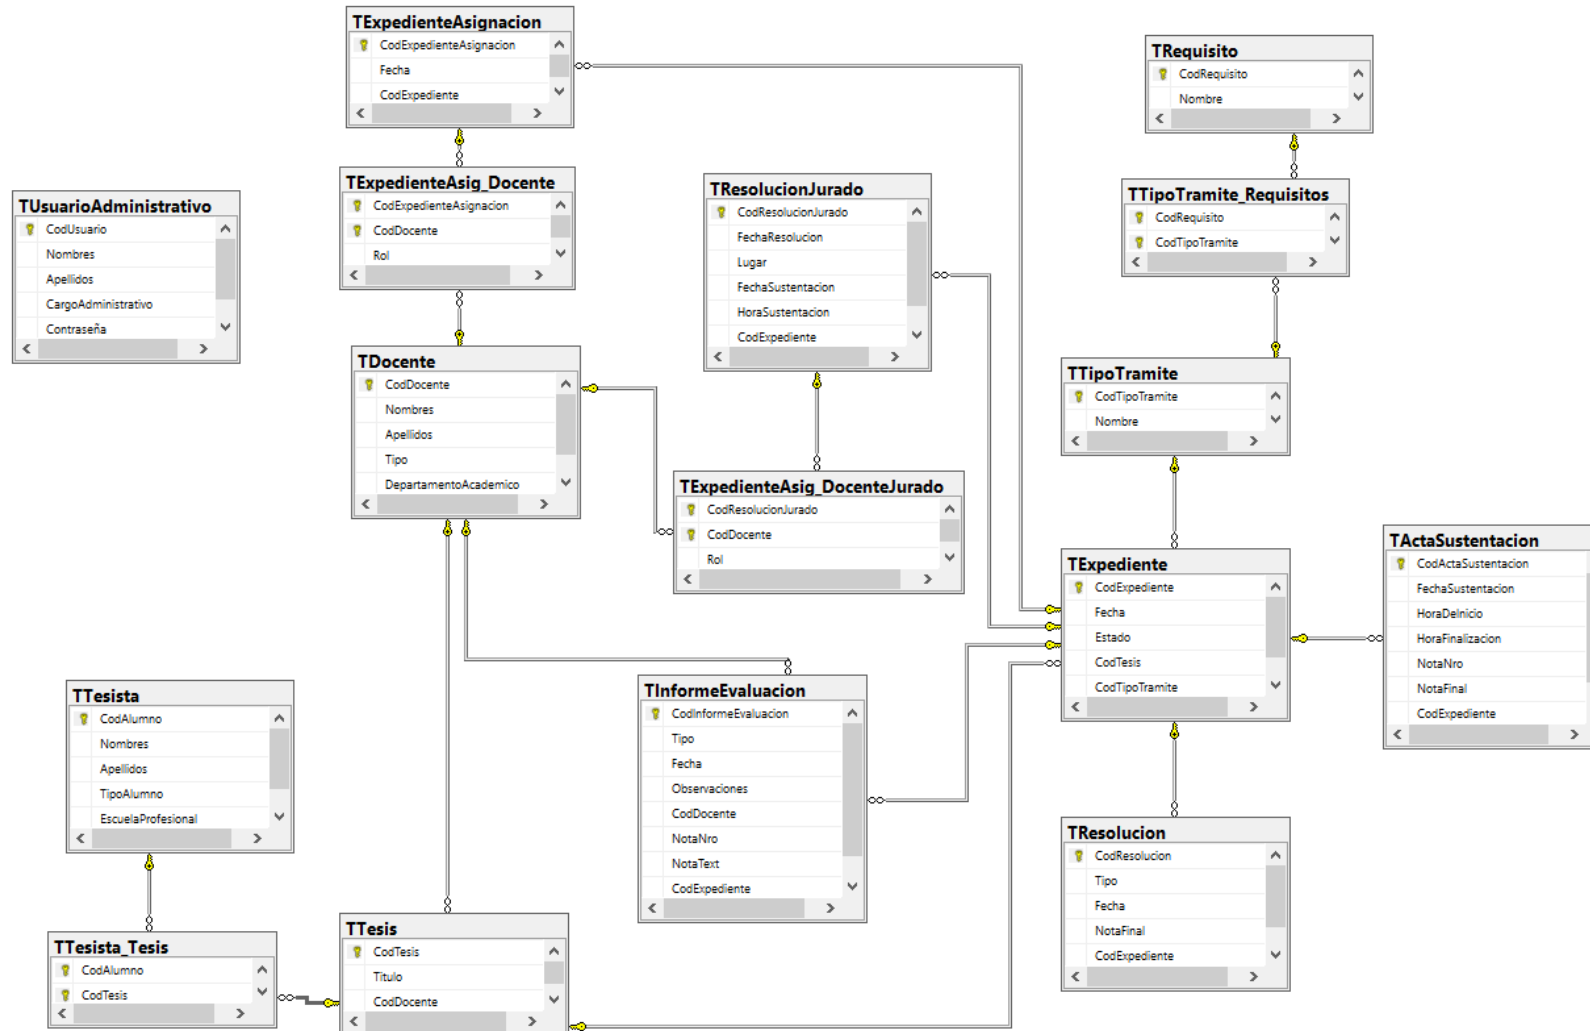 TExpedienteAsignacion
CodExpedienteAsignacion
Fecha
CodExpediente
TRequisito
CodRequisito
Nombre
TExpedienteAsig_Docente
CodExpedienteAsignacion
CodDocente
Rol
TResolucionJurado
CodResolucionJurado
FechaResolucion
Lugar
FechaSustentacion
HoraSustentacion
CodExpediente
TTipoTramite_Requisitos
CodRequisito
CodTipoTramite
TUsuarioAdministrativo
CodUsuario
Nombres
Apellidos
CargoAdministrativo
Contraseña
TDocente
CodDocente
Nombres
Apellidos
Tipo
DepartamentoAcademico
TTipoTramite
CodTipoTramite
Nombre
TExpedienteAsig_DocenteJurado
CodResolucionJurado
CodDocente
Rol
TExpediente
CodExpediente
Fecha
Estado
CodTesis
CodTipoTramite
TActaSustentacion
CodActaSustentacion
FechaSustentacion
HoraDeInicio
HoraFinalizacion
NotaNro
NotaFinal
CodExpediente
TTesista
CodAlumno
Nombres
Apellidos
TipoAlumno
EscuelaProfesional
TInformeEvaluacion
CodInformeEvaluacion
Tipo
Fecha
Observaciones
CodDocente
NotaNro
NotaText
CodExpediente
TResolucion
CodResolucion
Tipo
Fecha
NotaFinal
CodExpediente
TTesista_Tesis
CodAlumno
CodTesis
TTesis
CodTesis
Titulo
CodDocente